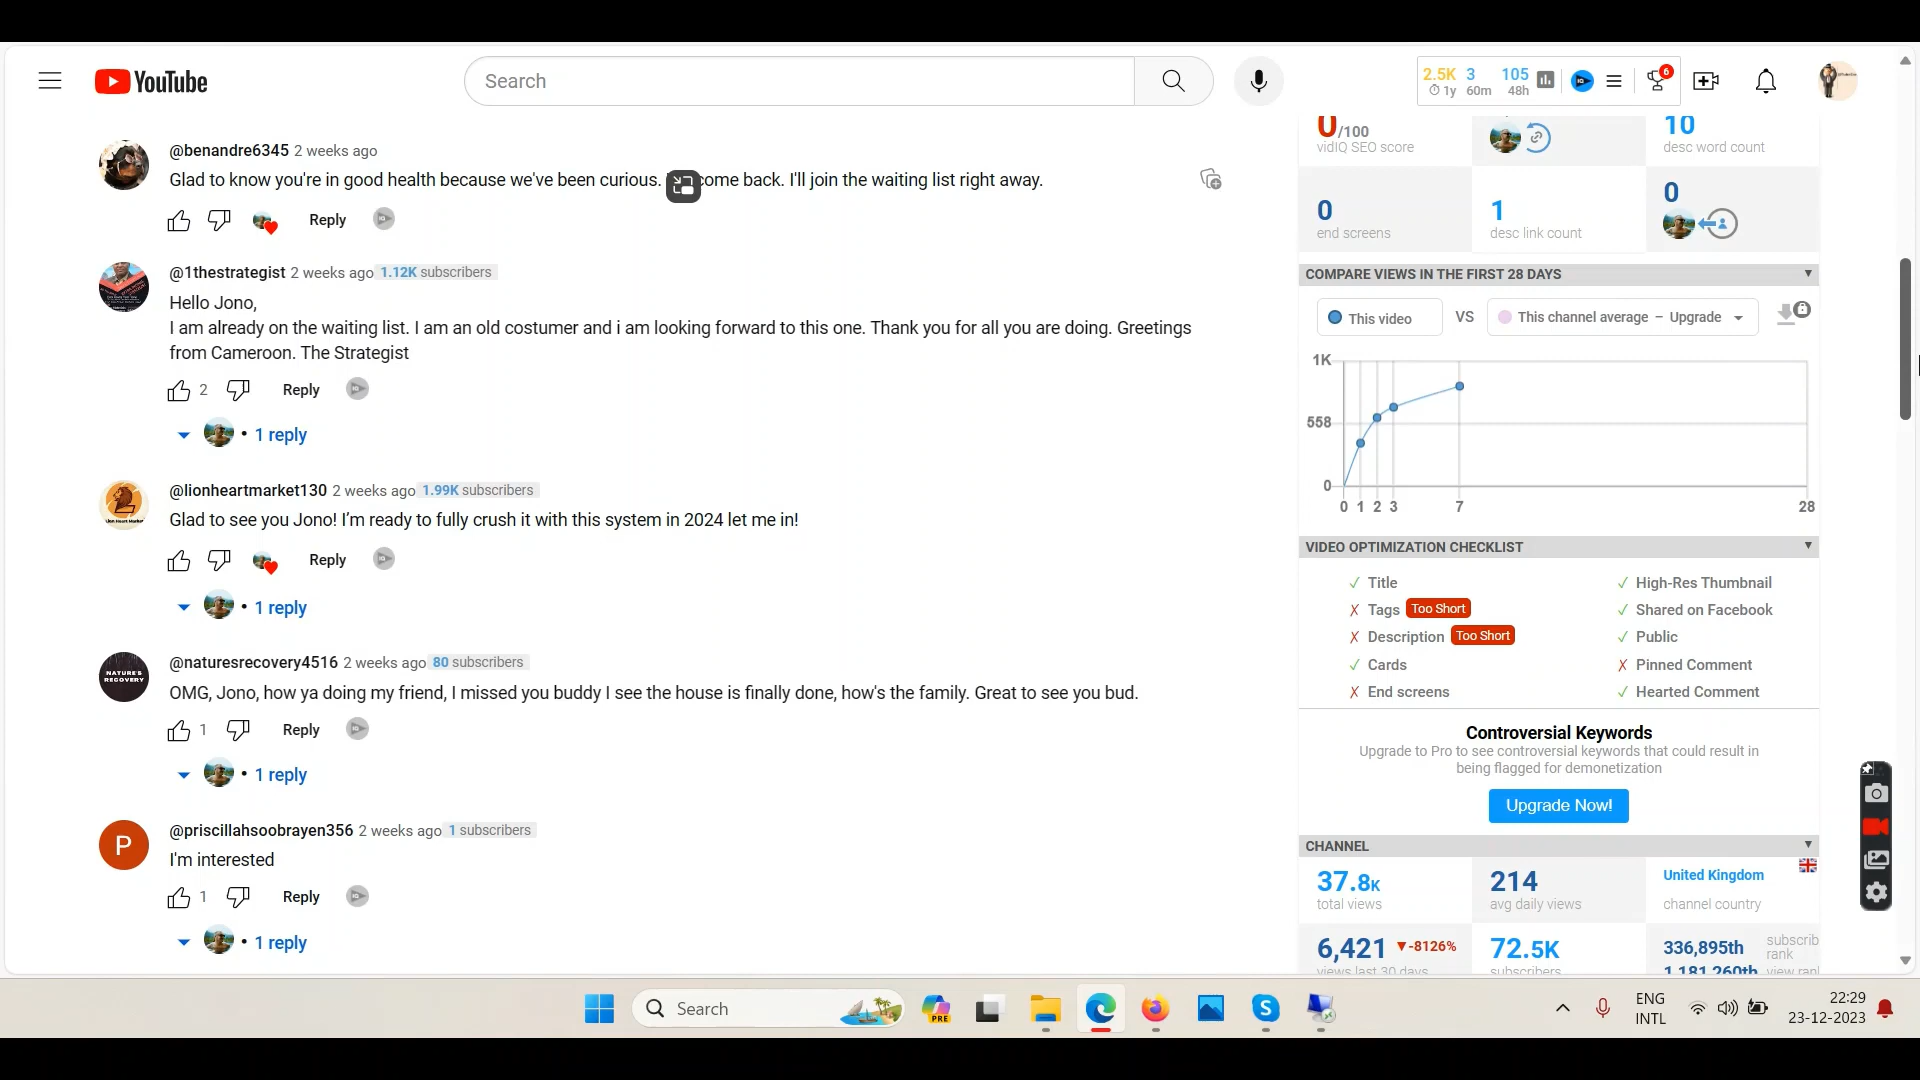 YouTube
Search
2.5K 3 105
1y 60m 48h
6
@benandre6345 2 weeks ago
Glad to know you're in good health because we've been curious. come back. I'll join the waiting list right away.
Reply
@1thestrategist 2 weeks ago 1.12K subscribers
Hello Jono,
I am already on the waiting list. I am an old costumer and i am looking forward to this one. Thank you for all you are doing. Greetings
from Cameroon. The Strategist
2 Reply
• 1 reply
@lionheartmarket130 2 weeks ago 1.99K subscribers
Glad to see you Jono! I'm ready to fully crush it with this system in 2024 let me in!
Reply
• 1 reply
NATURE'S
RECOVERY
@naturesrecovery4516 2 weeks ago 80 subscribers
OMG, Jono, how ya doing my friend, I missed you buddy I see the house is finally done, how's the family. Great to see you bud.
1 Reply
• 1 reply
P
@priscillahsoobrayen356 2 weeks ago 1 subscribers
I'm interested
1 Reply
• 1 reply
0/100
vidIQ SEO score
10
desc word count
0
end screens
1
desc link count
0
COMPARE VIEWS IN THE FIRST 28 DAYS
This video VS This channel average – Upgrade
1K
558
0
0 1 2 3 7 28
VIDEO OPTIMIZATION CHECKLIST
✓ Title ✓ High-Res Thumbnail
✗ Tags Too Short ✓ Shared on Facebook
✗ Description Too Short ✓ Public
✓ Cards ✗ Pinned Comment
✗ End screens ✓ Hearted Comment
Controversial Keywords
Upgrade to Pro to see controversial keywords that could result in
being flagged for demonetization
Upgrade Now!
CHANNEL
37.8K
total views
214
avg daily views
United Kingdom
channel country
6,421 ▼-8126%
views last 30 days
72.5K
subscribers
336,895th subscrib
rank
1,181,260th view rank
Search
PRE
ENG
INTL
22:29
23-12-2023